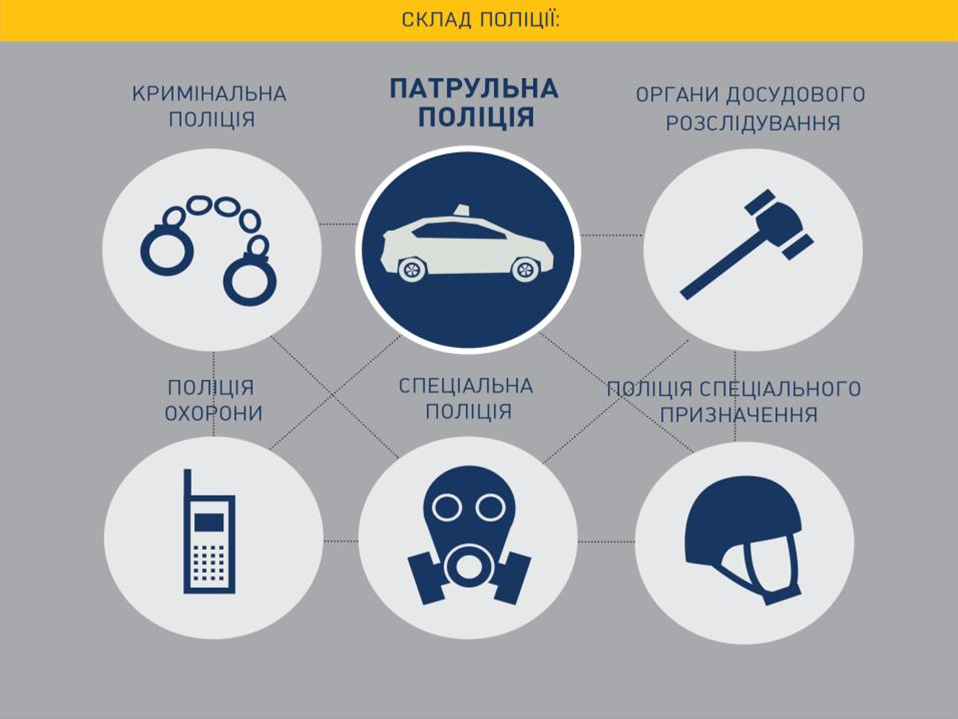 СКЛАД ПОЛІЦІЇ:
КРИМІНАЛЬНА
ПОЛІЦІЯ
ПАТРУЛЬНА
ПОЛІЦІЯ
ОРГАНИ ДОСУДОВОГО
РОЗСЛІДУВАННЯ
ПОЛІЦІЯ
ОХОРОНИ
СПЕЦІАЛЬНА
ПОЛІЦІЯ
ПОЛІЦІЯ СПЕЦІАЛЬНОГО
ПРИЗНАЧЕННЯ